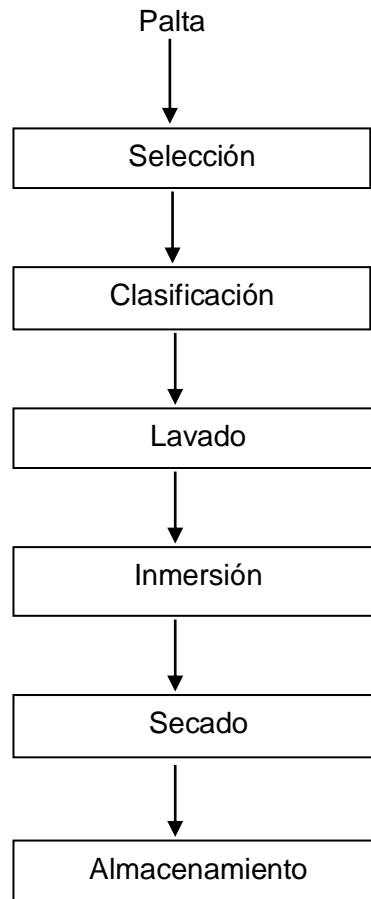 Palta
Selección
Clasificación
Lavado
Inmersión
Secado
Almacenamiento